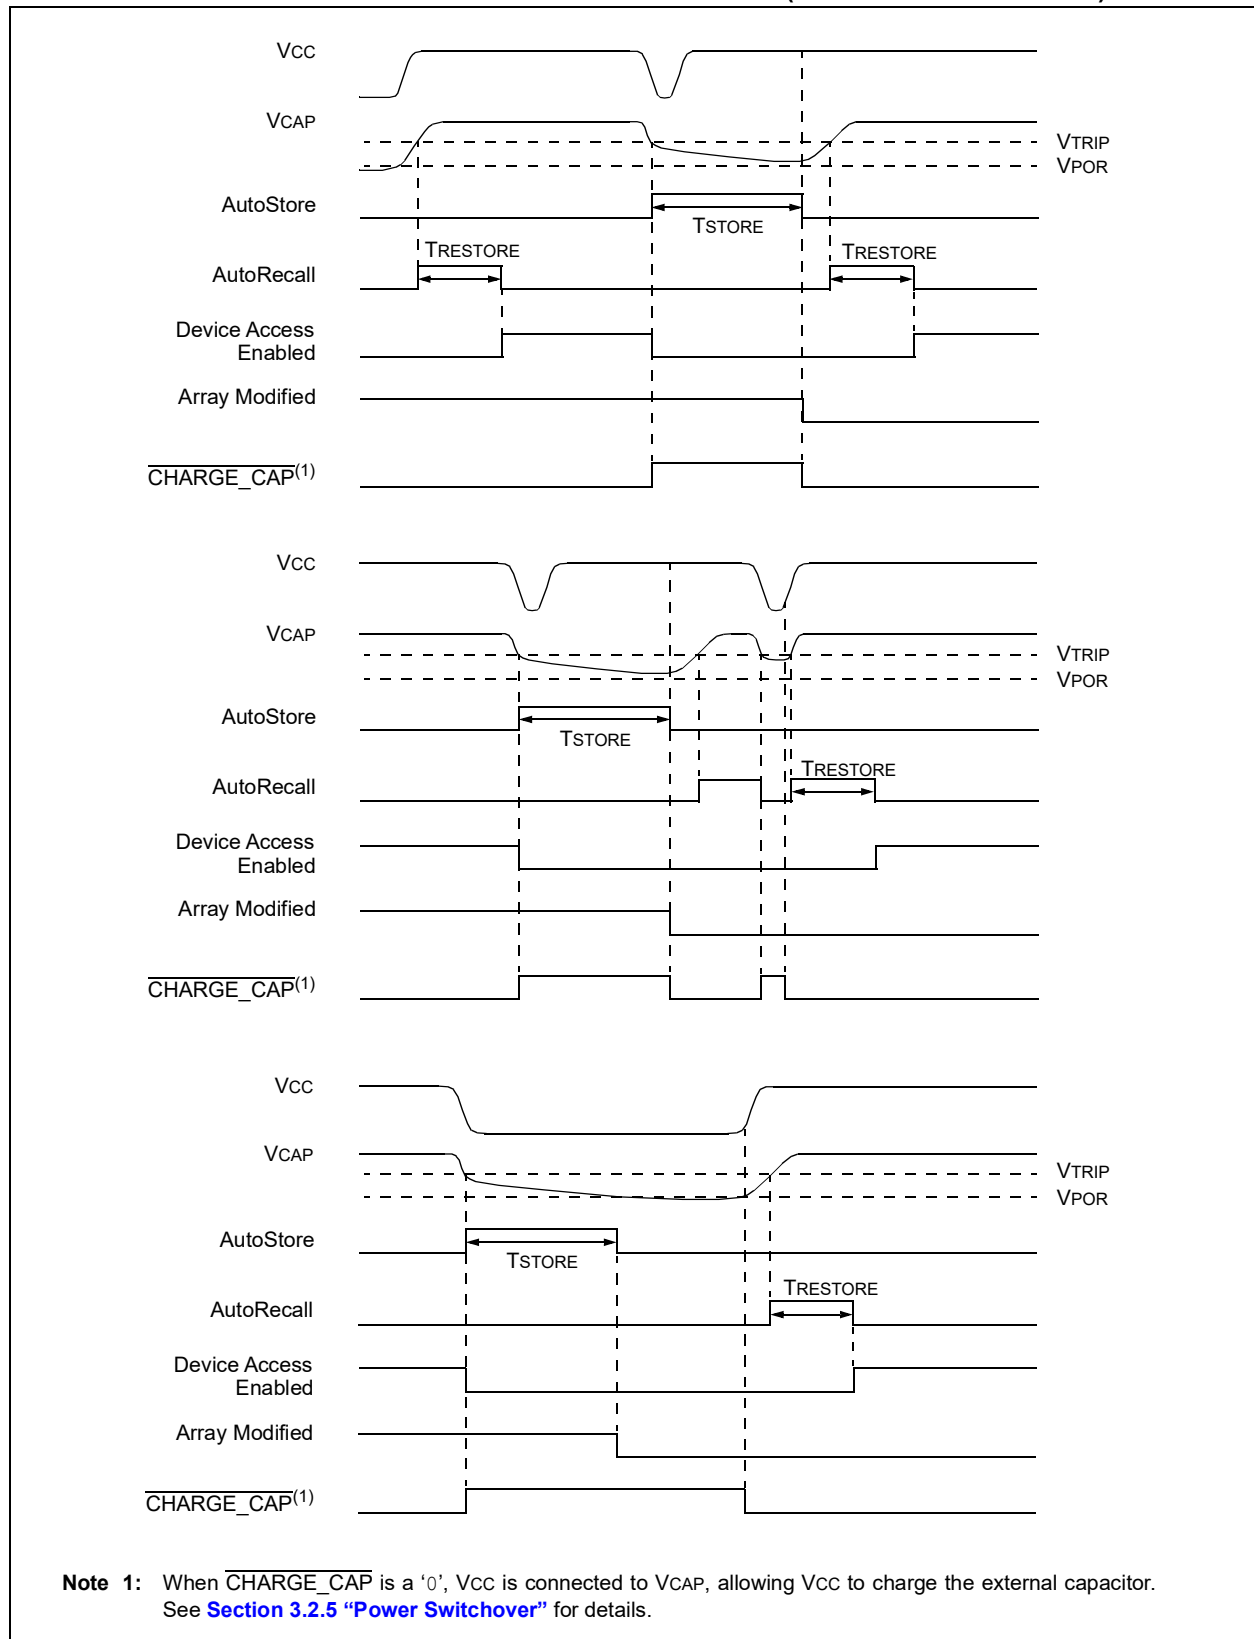 VCC
VCAP
VTRIP
VPOR
AutoStore
TSTORE
TRESTORE
TRESTORE
AutoRecall
Device Access
Enabled
Array Modified
CHARGE_CAP(1)
VCC
VCAP
VTRIP
VPOR
AutoStore
TSTORE
TRESTORE
AutoRecall
Device Access
Enabled
Array Modified
CHARGE_CAP(1)
VCC
VCAP
VTRIP
VPOR
AutoStore
TSTORE
TRESTORE
AutoRecall
Device Access
Enabled
Array Modified
CHARGE_CAP(1)
Note 1: When CHARGE_CAP is a ‘0’, VCC is connected to VCAP, allowing VCC to charge the external capacitor.
See Section 3.2.5 “Power Switchover” for details.